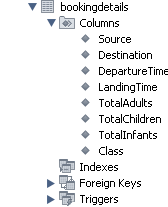 bookingdetails
Columns
Source
Destination
DepartureTime
LandingTime
TotalAdults
TotalChildren
TotalInfants
Class
Indexes
Foreign Keys
Triggers